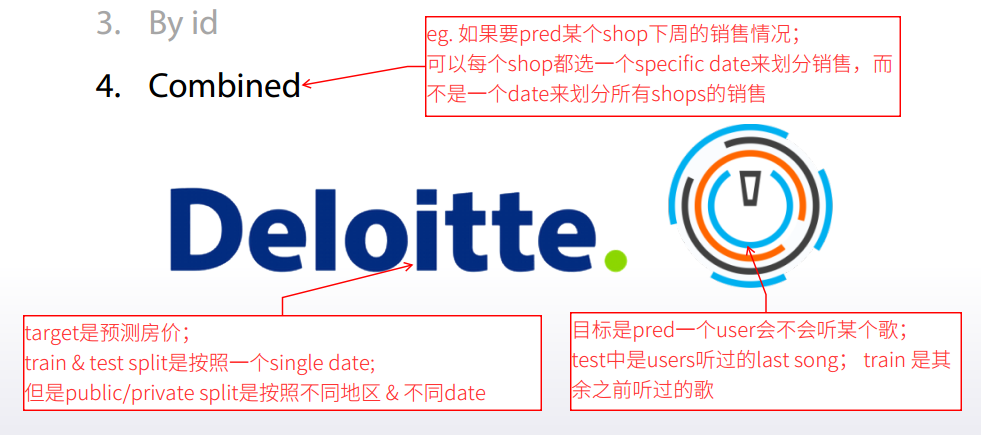 3. By id
4. Combined
eg. 如果要pred某个shop下周的销售情况；
可以每个shop都选一个specific date来划分销售，而
不是一个date来划分所有shops的销售
Deloitte.
target是预测房价；
train & test split是按照一个single date;
但是public/private split是按照不同地区 & 不同date
目标是pred一个user会不会听某个歌；
test中是users听过的last song； train 是其
余之前听过的歌